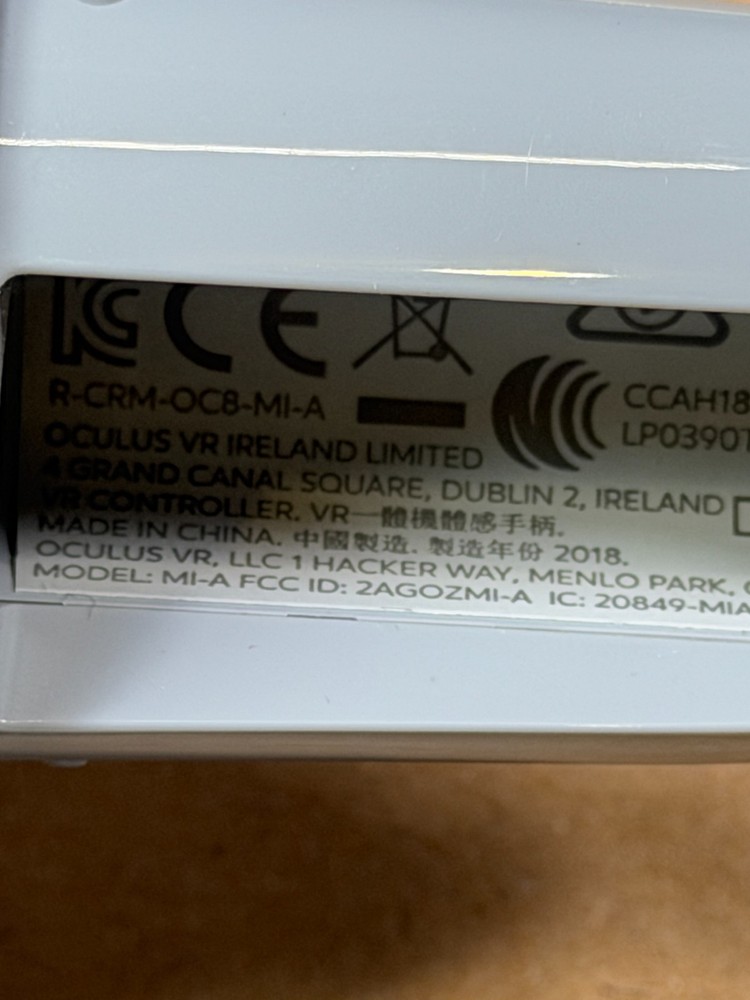 CE
R-CRM-OC8-MI-A
CCAH18
LP0390T
OCULUS VR IRELAND LIMITED
4 GRAND CANAL SQUARE, DUBLIN 2, IRELAND
VR CONTROLLER. VR一體機體感手柄.
MADE IN CHINA. 中國製造. 製造年份 2018.
OCULUS VR, LLC 1 HACKER WAY, MENLO PARK,
MODEL: MI-A FCC ID: 2AGOZMI-A IC: 20849-MIA